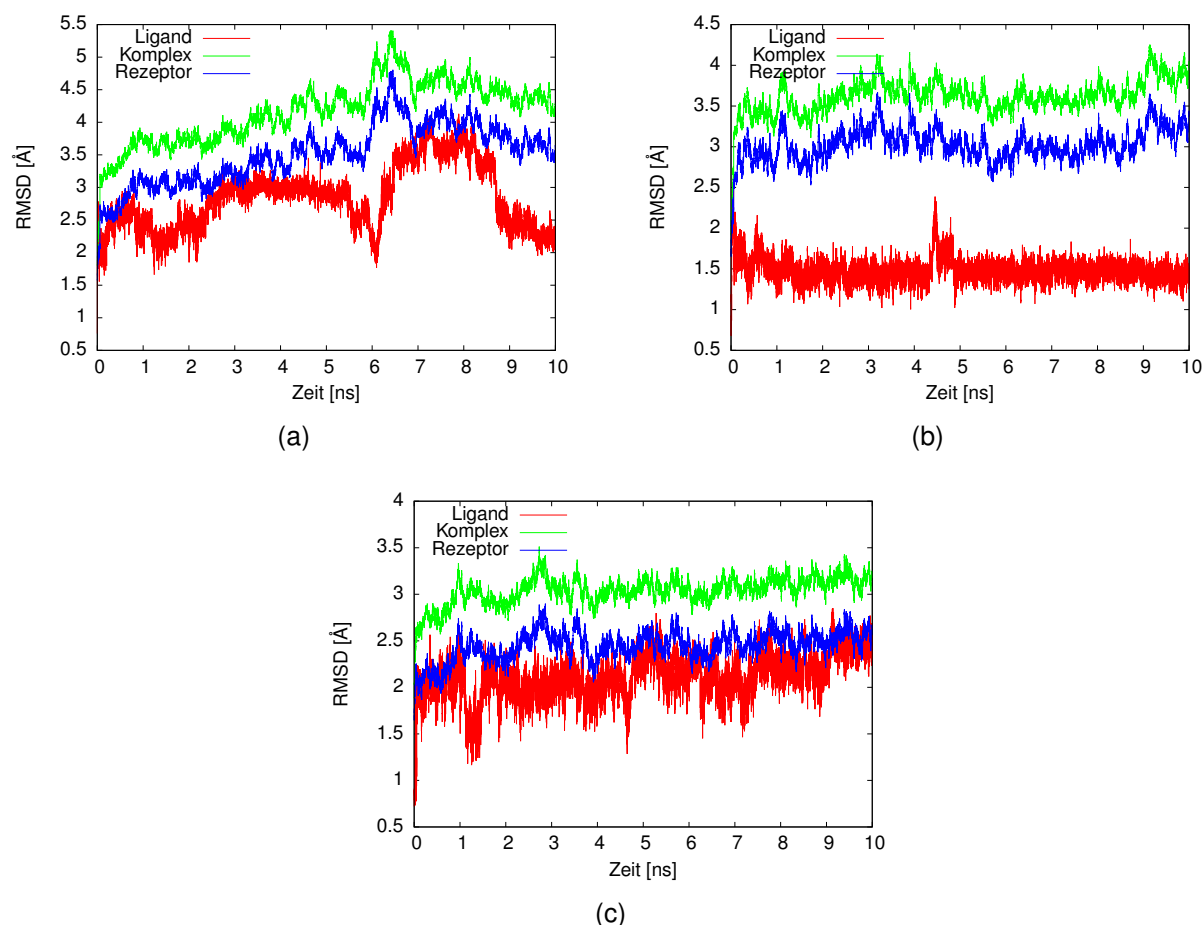 5.5
5
4.5
4
3.5
3
2.5
2
1.5
1
0.5
RMSD [Å]
Ligand
Komplex
Rezeptor
0 1 2 3 4 5 6 7 8 9 10
Zeit [ns]
(a)
4.5
4
3.5
3
2.5
2
1.5
1
0.5
RMSD [Å]
Ligand
Komplex
Rezeptor
0 1 2 3 4 5 6 7 8 9 10
Zeit [ns]
(b)
4
3.5
3
2.5
2
1.5
1
0.5
RMSD [Å]
Ligand
Komplex
Rezeptor
0 1 2 3 4 5 6 7 8 9 10
Zeit [ns]
(c)